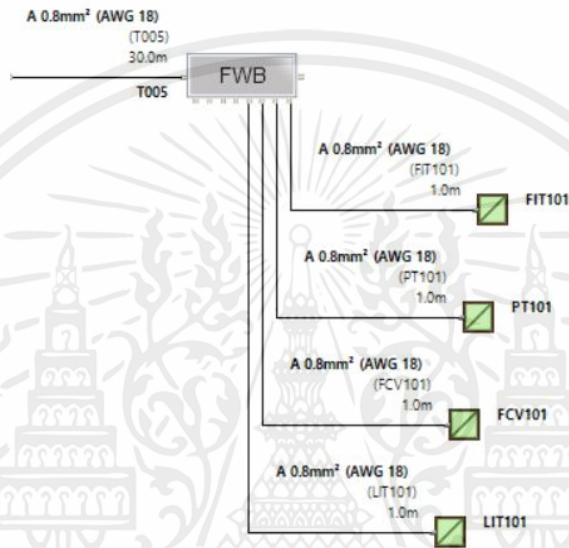 A 0.8mm² (AWG 18)
(T005)
30.0m
T005
FWB
A 0.8mm² (AWG 18)
(FIT101)
1.0m
FIT101
A 0.8mm² (AWG 18)
(PT101)
1.0m
PT101
A 0.8mm² (AWG 18)
(FCV101)
1.0m
FCV101
A 0.8mm² (AWG 18)
(LIT101)
1.0m
LIT101